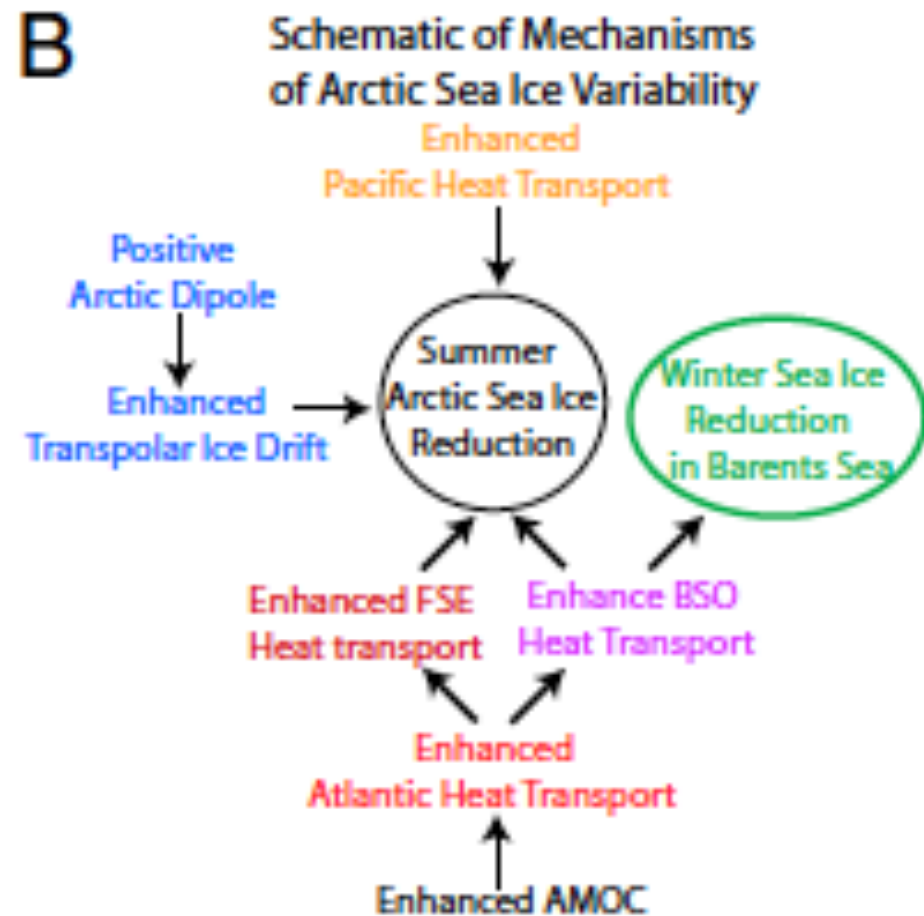 B
Schematic of Mechanisms
of Arctic Sea Ice Variability
Enhanced
Pacific Heat Transport
Positive
Arctic Dipole
Enhanced
Transpolar Ice Drift
Summer
Arctic Sea Ice
Reduction
Winter Sea Ice
Reduction
in Barents Sea
Enhanced FSE
Heat transport
Enhance BSO
Heat Transport
Enhanced
Atlantic Heat Transport
Enhanced AMOC